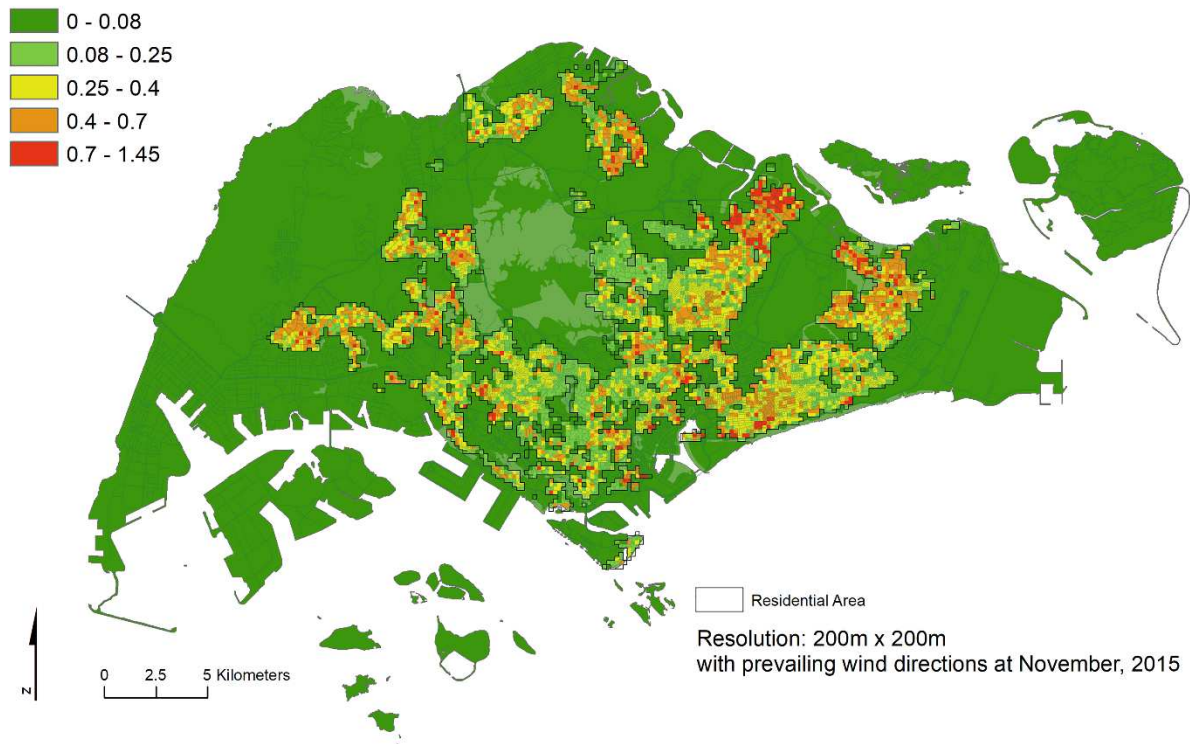 0 - 0.08
0.08 - 0.25
0.25 - 0.4
0.4 - 0.7
0.7 - 1.45
Residential Area
Resolution: 200m x 200m
with prevailing wind directions at November, 2015
0 2.5 5 Kilometers
N